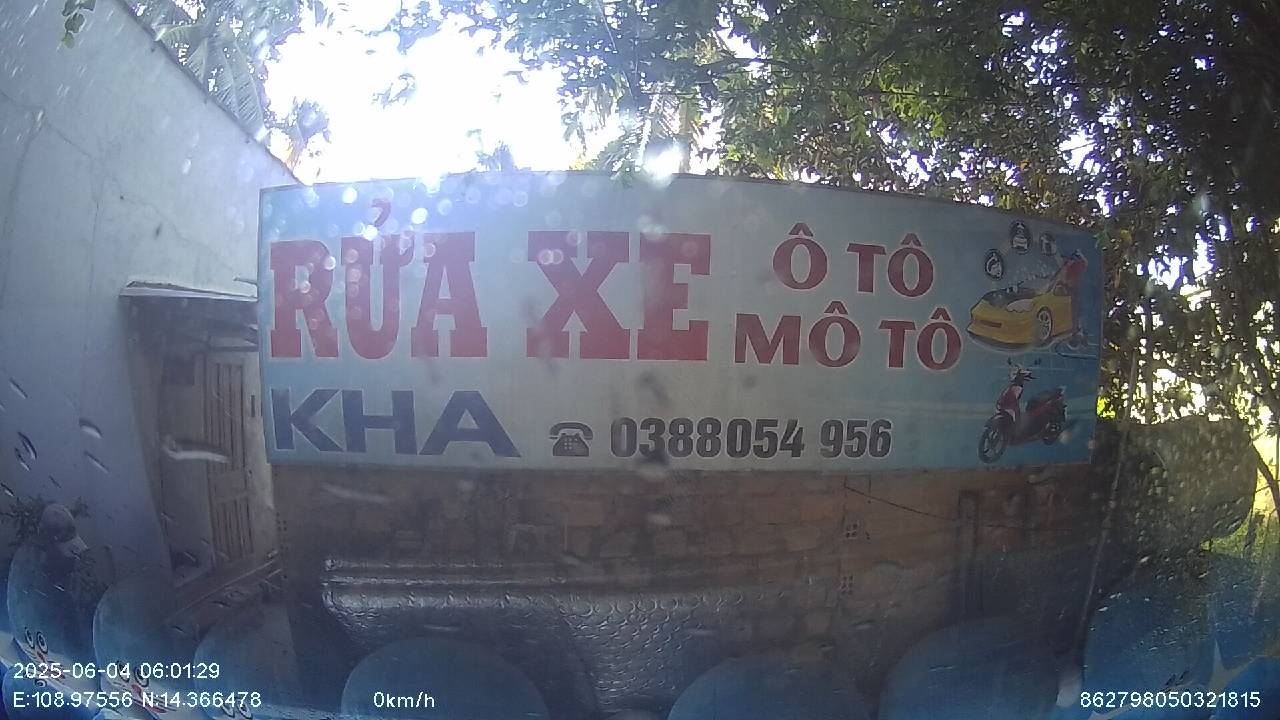 RỬA XE Ô TÔ
MÔ TÔ
KHA ☎ 0388054 956
2025-06-04 06:01:29
E:108.97556 N:14.366478 0km/h 862798050321815